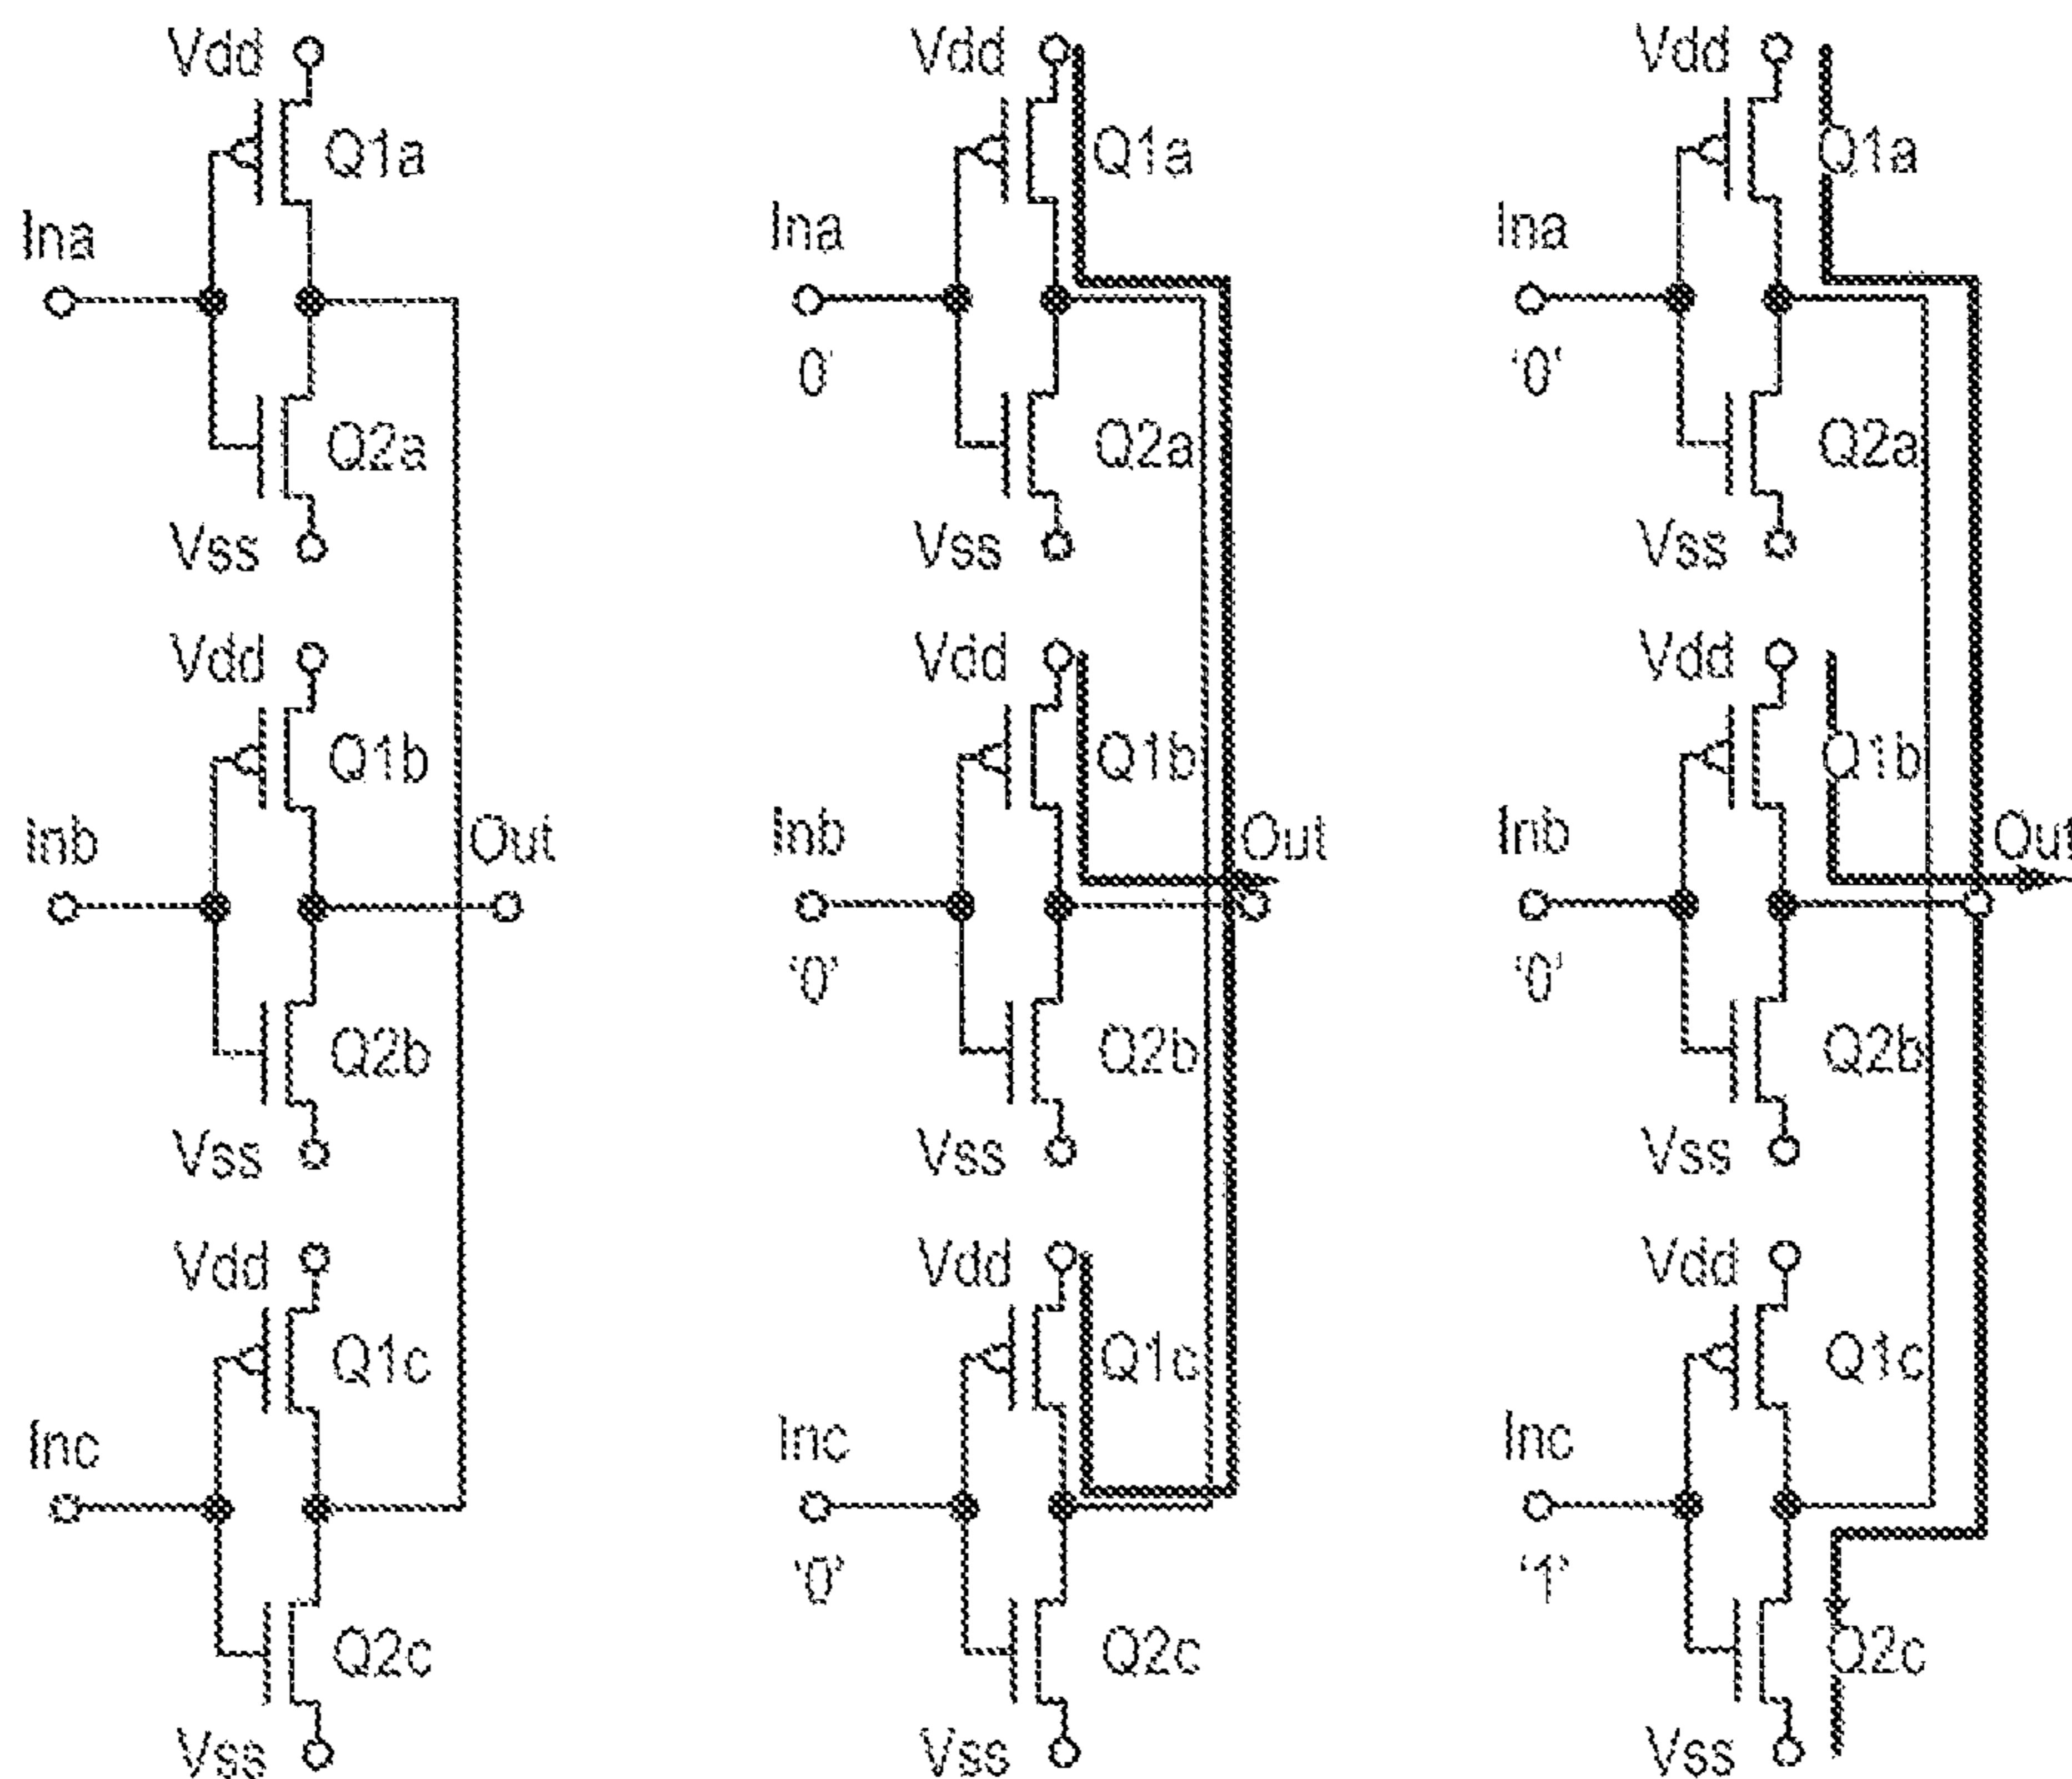 Vdd
Q1a
Ina
Q2a
Vss
Vdd
Q1b
Inb
Out
Q2b
Vss
Vdd
Q1c
Inc
Q2c
Vss
Vdd
Q1a
Ina
0
Q2a
Vss
Vdd
Q1b
Inb
Out
'0'
Q2b
Vss
Vdd
Q1c
Inc
'0'
Q2c
Vss
Vdd
Q1a
Ina
'0'
Q2a
Vss
Vdd
Q1b
Inb
Out
'0'
Q2b
Vss
Vdd
Q1c
Inc
'1'
Q2c
Vss